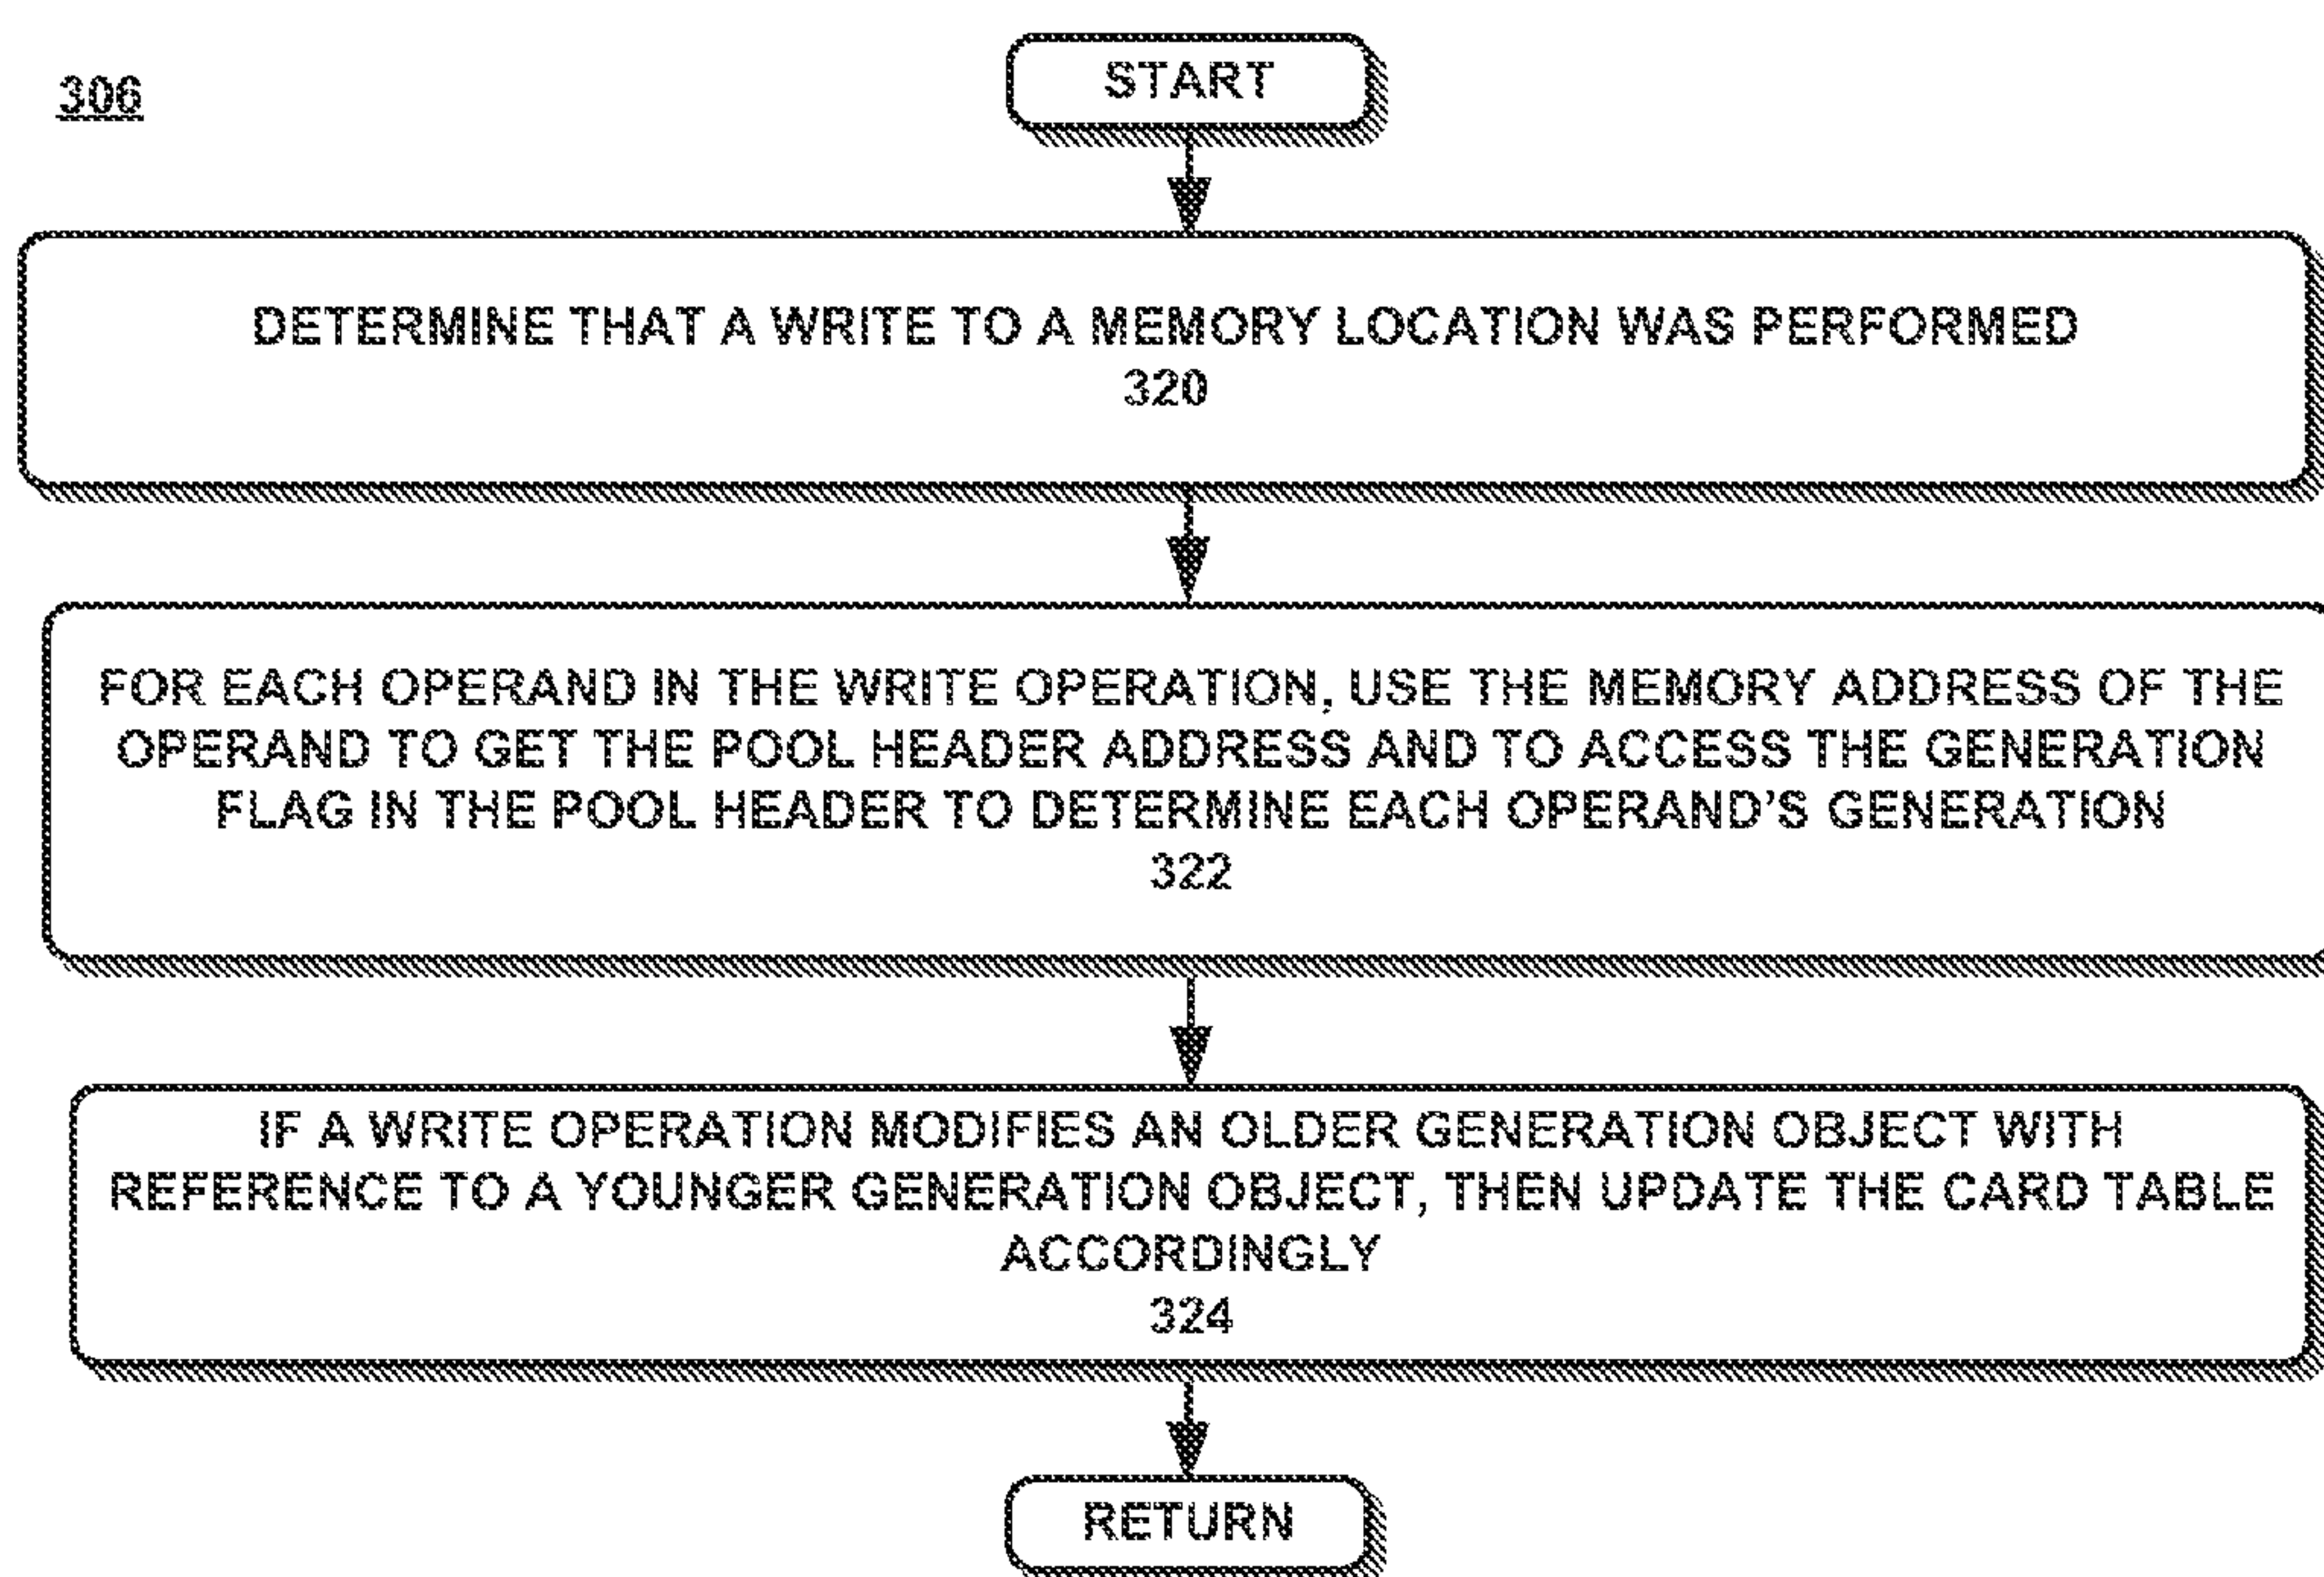 306
START
DETERMINE THAT A WRITE TO A MEMORY LOCATION WAS PERFORMED
320
FOR EACH OPERAND IN THE WRITE OPERATION, USE THE MEMORY ADDRESS OF THE
OPERAND TO GET THE POOL HEADER ADDRESS AND TO ACCESS THE GENERATION
FLAG IN THE POOL HEADER TO DETERMINE EACH OPERAND'S GENERATION
322
IF A WRITE OPERATION MODIFIES AN OLDER GENERATION OBJECT WITH
REFERENCE TO A YOUNGER GENERATION OBJECT, THEN UPDATE THE CARD TABLE
ACCORDINGLY
324
RETURN